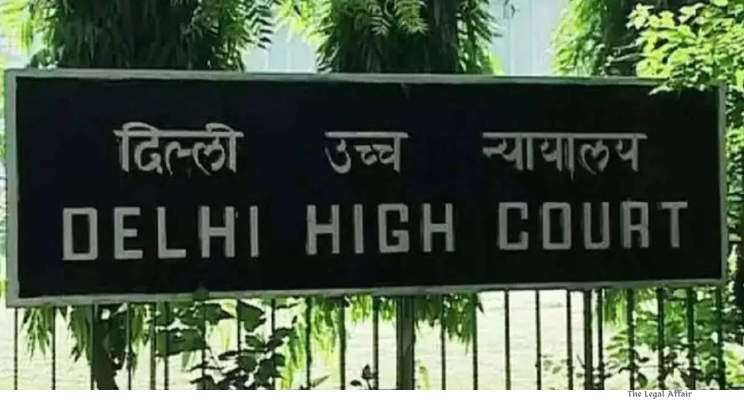 दिल्ली उच्च न्यायालय
DELHI HIGH COURT
The Legal Affair